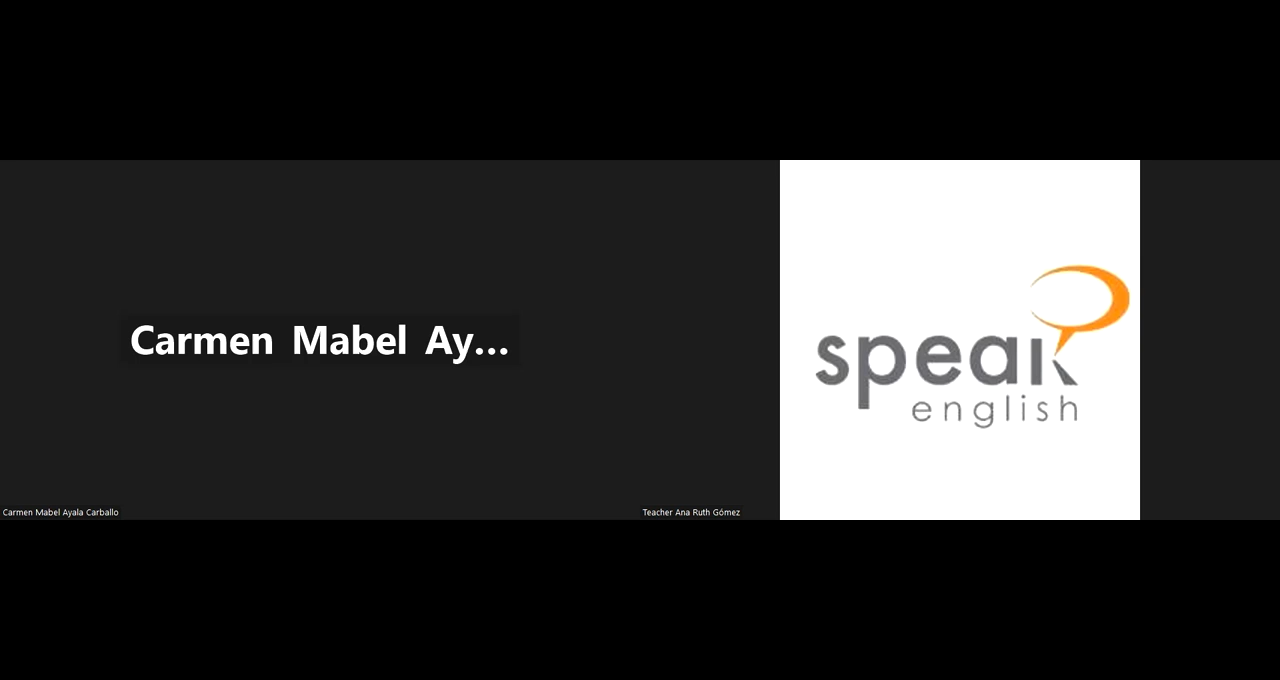 Carmen Mabel Ay...
speak
english
Carmen Mabel Ayala Carballo
Teacher Ana Ruth Gómez